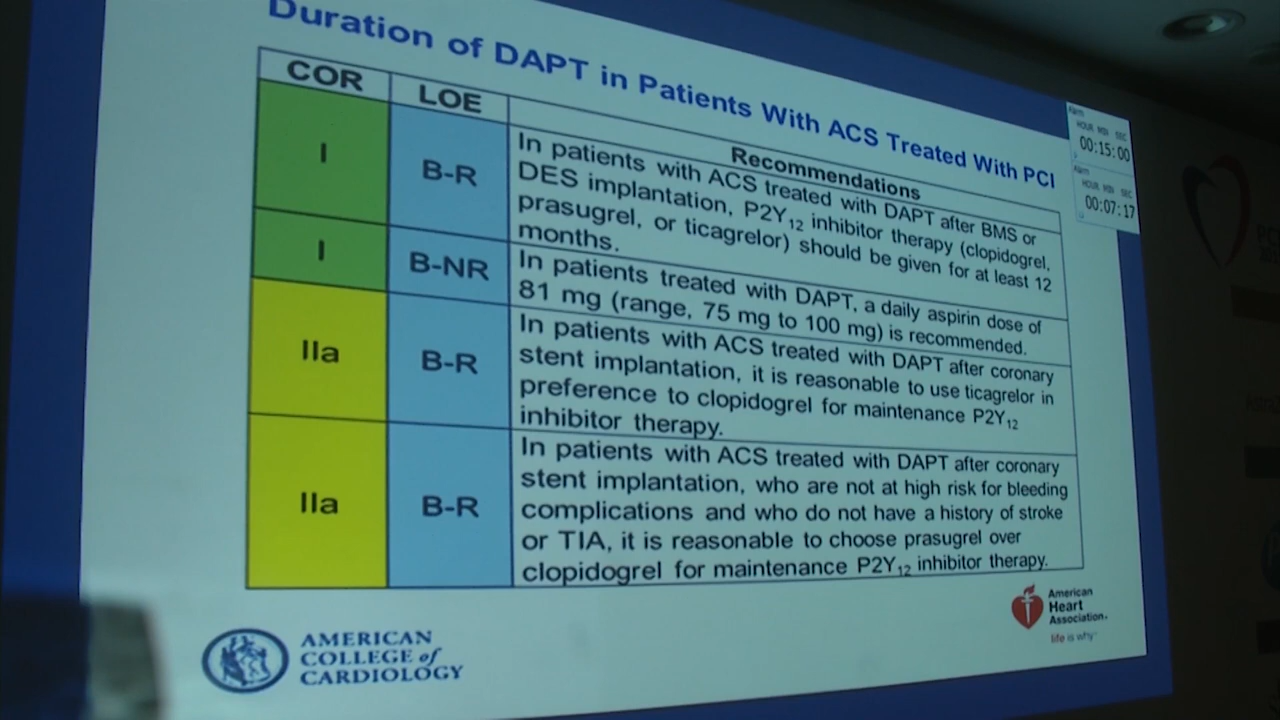 Duration of DAPT in Patients With ACS Treated With PCI
COR
LOE
Recommendations
I
B-R
In patients with ACS treated with DAPT after BMS or
DES implantation, P2Y12 inhibitor therapy (clopidogrel,
prasugrel, or ticagrelor) should be given for at least 12
months.
I
B-NR
In patients treated with DAPT, a daily aspirin dose of
81 mg (range, 75 mg to 100 mg) is recommended.
IIa
B-R
In patients with ACS treated with DAPT after coronary
stent implantation, it is reasonable to use ticagrelor in
preference to clopidogrel for maintenance P2Y12
inhibitor therapy.
IIa
B-R
In patients with ACS treated with DAPT after coronary
stent implantation, who are not at high risk for bleeding
complications and who do not have a history of stroke
or TIA, it is reasonable to choose prasugrel over
clopidogrel for maintenance P2Y12 inhibitor therapy.
Alarm
HOUR MIN SEC
00:15:00
Alarm
HOUR MIN SEC
00:07:17
AMERICAN
COLLEGE of
CARDIOLOGY
American
Heart
Association.
life is why™